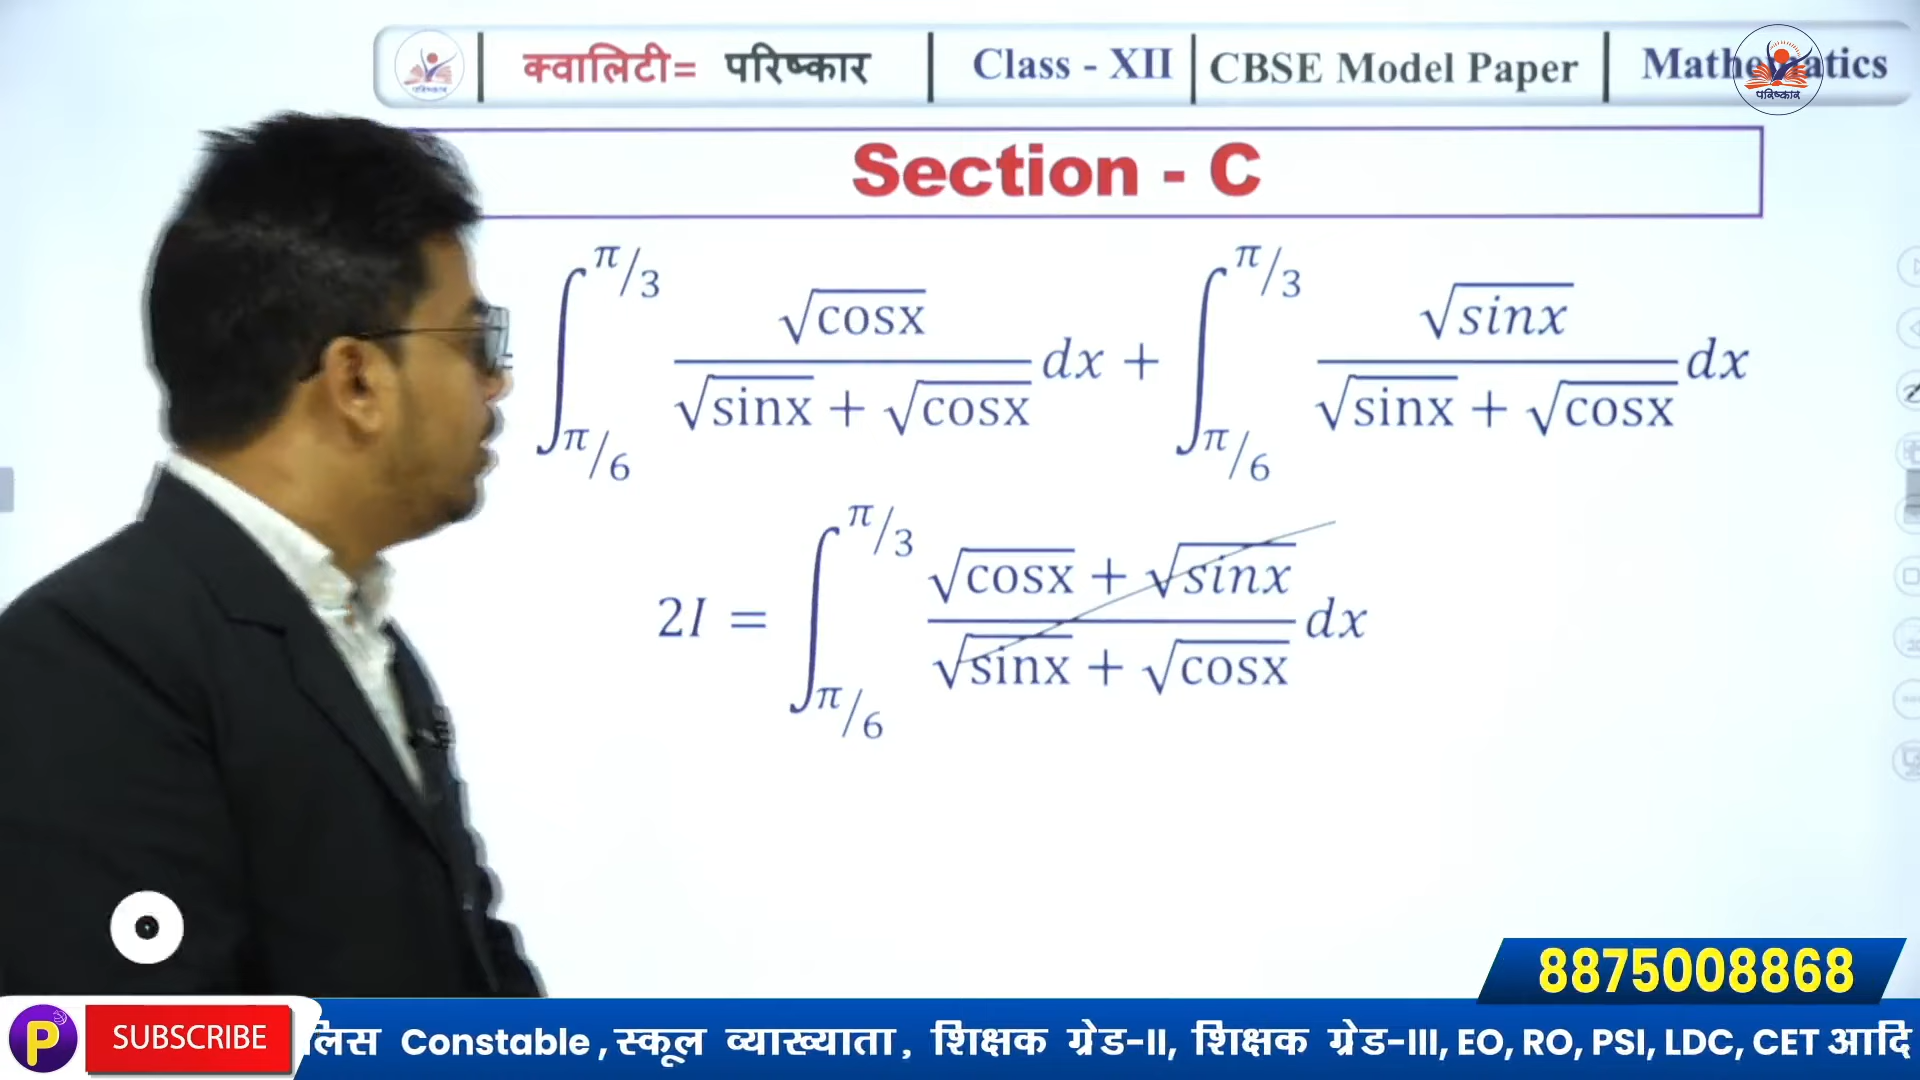 क्वालिटी= परिष्कार | Class - XII | CBSE Model Paper | Mathematics
परिष्कार
Section - C
∫_{π/6}^{π/3} √cosx / (√sinx + √cosx) dx + ∫_{π/6}^{π/3} √sinx / (√sinx + √cosx) dx
2I = ∫_{π/6}^{π/3} (√cosx + √sinx) / (√sinx + √cosx) dx
8875008868
P SUBSCRIBE लिस Constable, स्कूल व्याख्याता, शिक्षक ग्रेड-II, शिक्षक ग्रेड-III, EO, RO, PSI, LDC, CET आदि